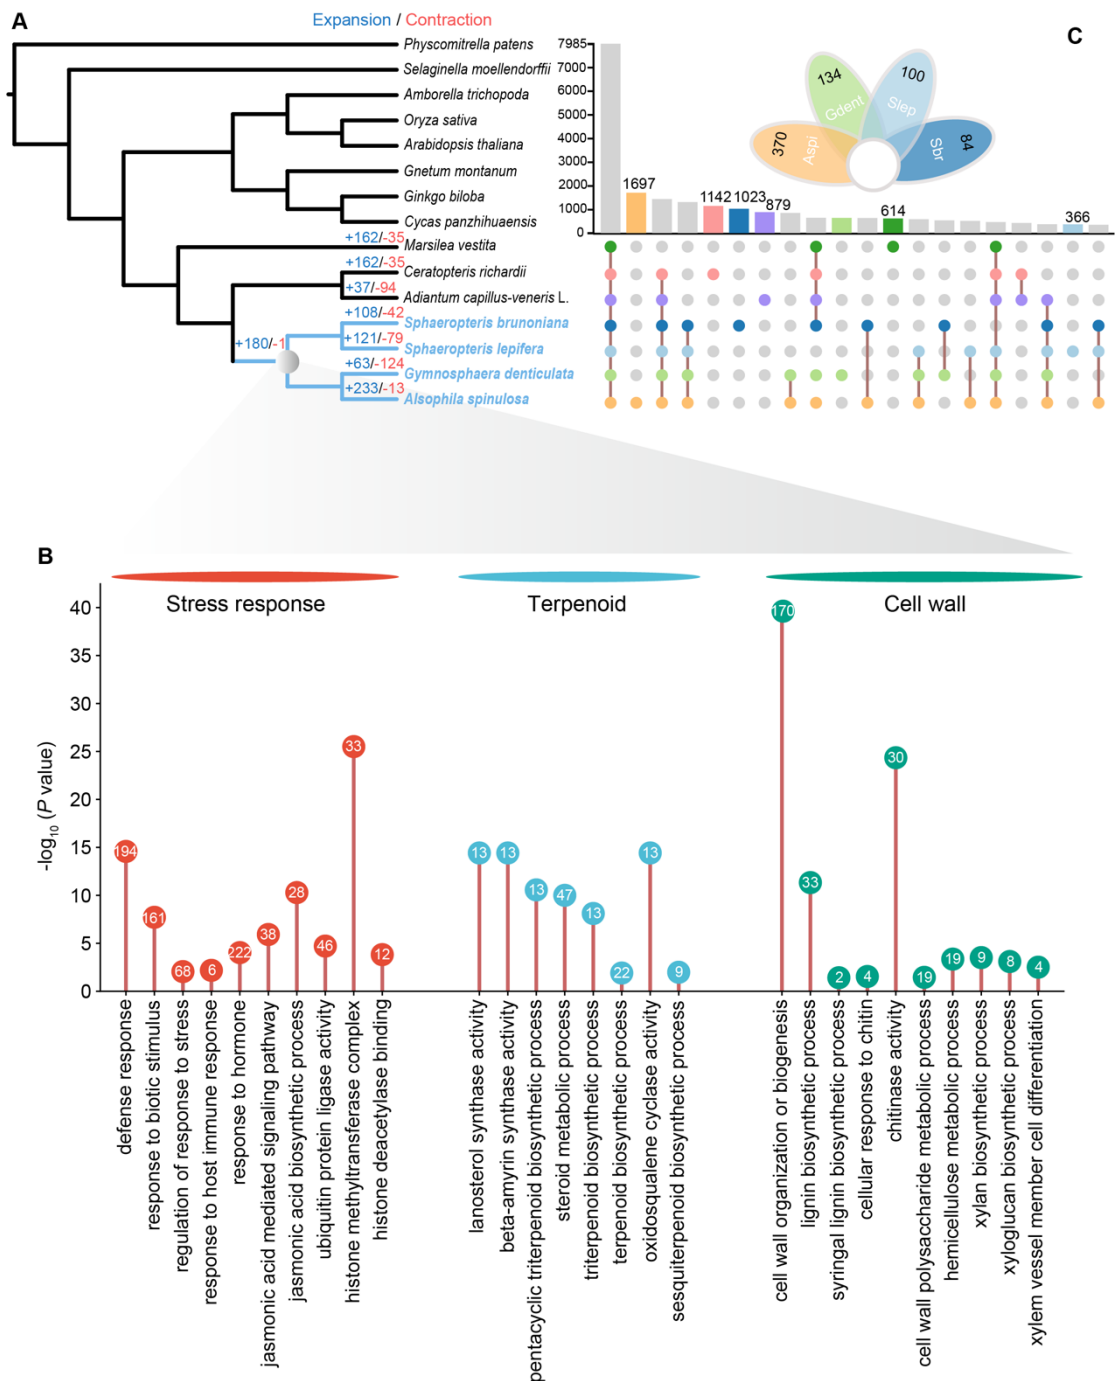 A
Expansion / Contraction
Physcomitrella patens
Selaginella moellendorffii
Amborella trichopoda
Oryza sativa
Arabidopsis thaliana
Gnetum montanum
Ginkgo biloba
Cycas panzhihuaensis
+162/-35
Marsilea vestita
+162/-35
Ceratopteris richardii
+37/-94
Adiantum capillus-veneris L.
+108/-42
Sphaeropteris brunoniana
+180/-1
+121/-79
Sphaeropteris lepifera
+63/-124
Gymnosphaera denticulata
+233/-13
Alsophila spinulosa
C
7985
7000
6000
5000
4000
3000
2000
1000
0
1697
1142
1023
879
614
366
370
Aspi
134
Gdent
100
Slep
84
Sbr
B
Stress response
Terpenoid
Cell wall
-log10 (P value)
40
35
30
25
20
15
10
5
0
194
161
68
6
222
38
28
46
33
12
13
13
13
47
13
22
13
9
170
33
2
4
30
19
19
9
8
4
defense response
response to biotic stimulus
regulation of response to stress
response to host immune response
response to hormone
jasmonic acid mediated signaling pathway
jasmonic acid biosynthetic process
ubiquitin protein ligase activity
histone methyltransferase complex
histone deacetylase binding
lanosterol synthase activity
beta-amyrin synthase activity
pentacyclic triterpenoid biosynthetic process
steroid metabolic process
triterpenoid biosynthetic process
terpenoid biosynthetic process
oxidosqualene cyclase activity
sesquiterpenoid biosynthetic process
cell wall organization or biogenesis
lignin biosynthetic process
syringal lignin biosynthetic process
cellular response to chitin
chitinase activity
cell wall polysaccharide metabolic process
hemicellulose metabolic process
xylan biosynthetic process
xyloglucan biosynthetic process
xylem vessel member cell differentiation